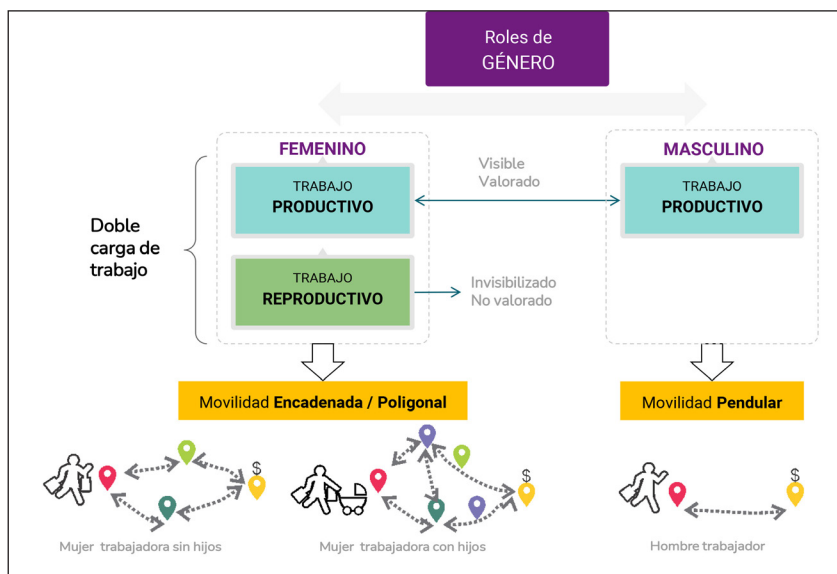 Roles de
GÉNERO
FEMENINO
MASCULINO
TRABAJO
PRODUCTIVO
Visible
Valorado
TRABAJO
PRODUCTIVO
Doble
carga de
trabajo
TRABAJO
REPRODUCTIVO
Invisibilizado
No valorado
Movilidad Encadenada / Poligonal
Movilidad Pendular
$
$
$
Mujer trabajadora sin hijos
Mujer trabajadora con hijos
Hombre trabajador